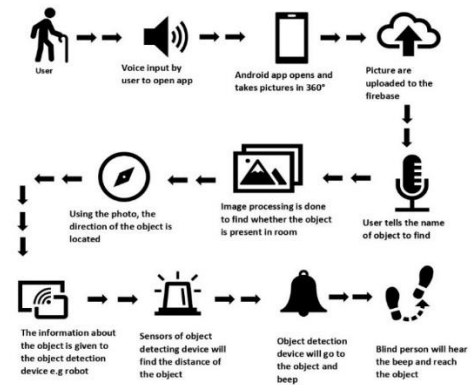 User
Voice input by
user to open app
Android app opens and
takes pictures in 360°
Picture are
uploaded to the
firebase
Using the photo, the
direction of the object is
located
Image processing is done
to find whether the object
is present in room
User tells the name
of object to find
The information about
the object is given to
the object detection
device e.g robot
Sensors of object
detecting device will
find the distance of
the object
Object detection
device will go to
the object and
beep
Blind person will hear
the beep and reach
the object